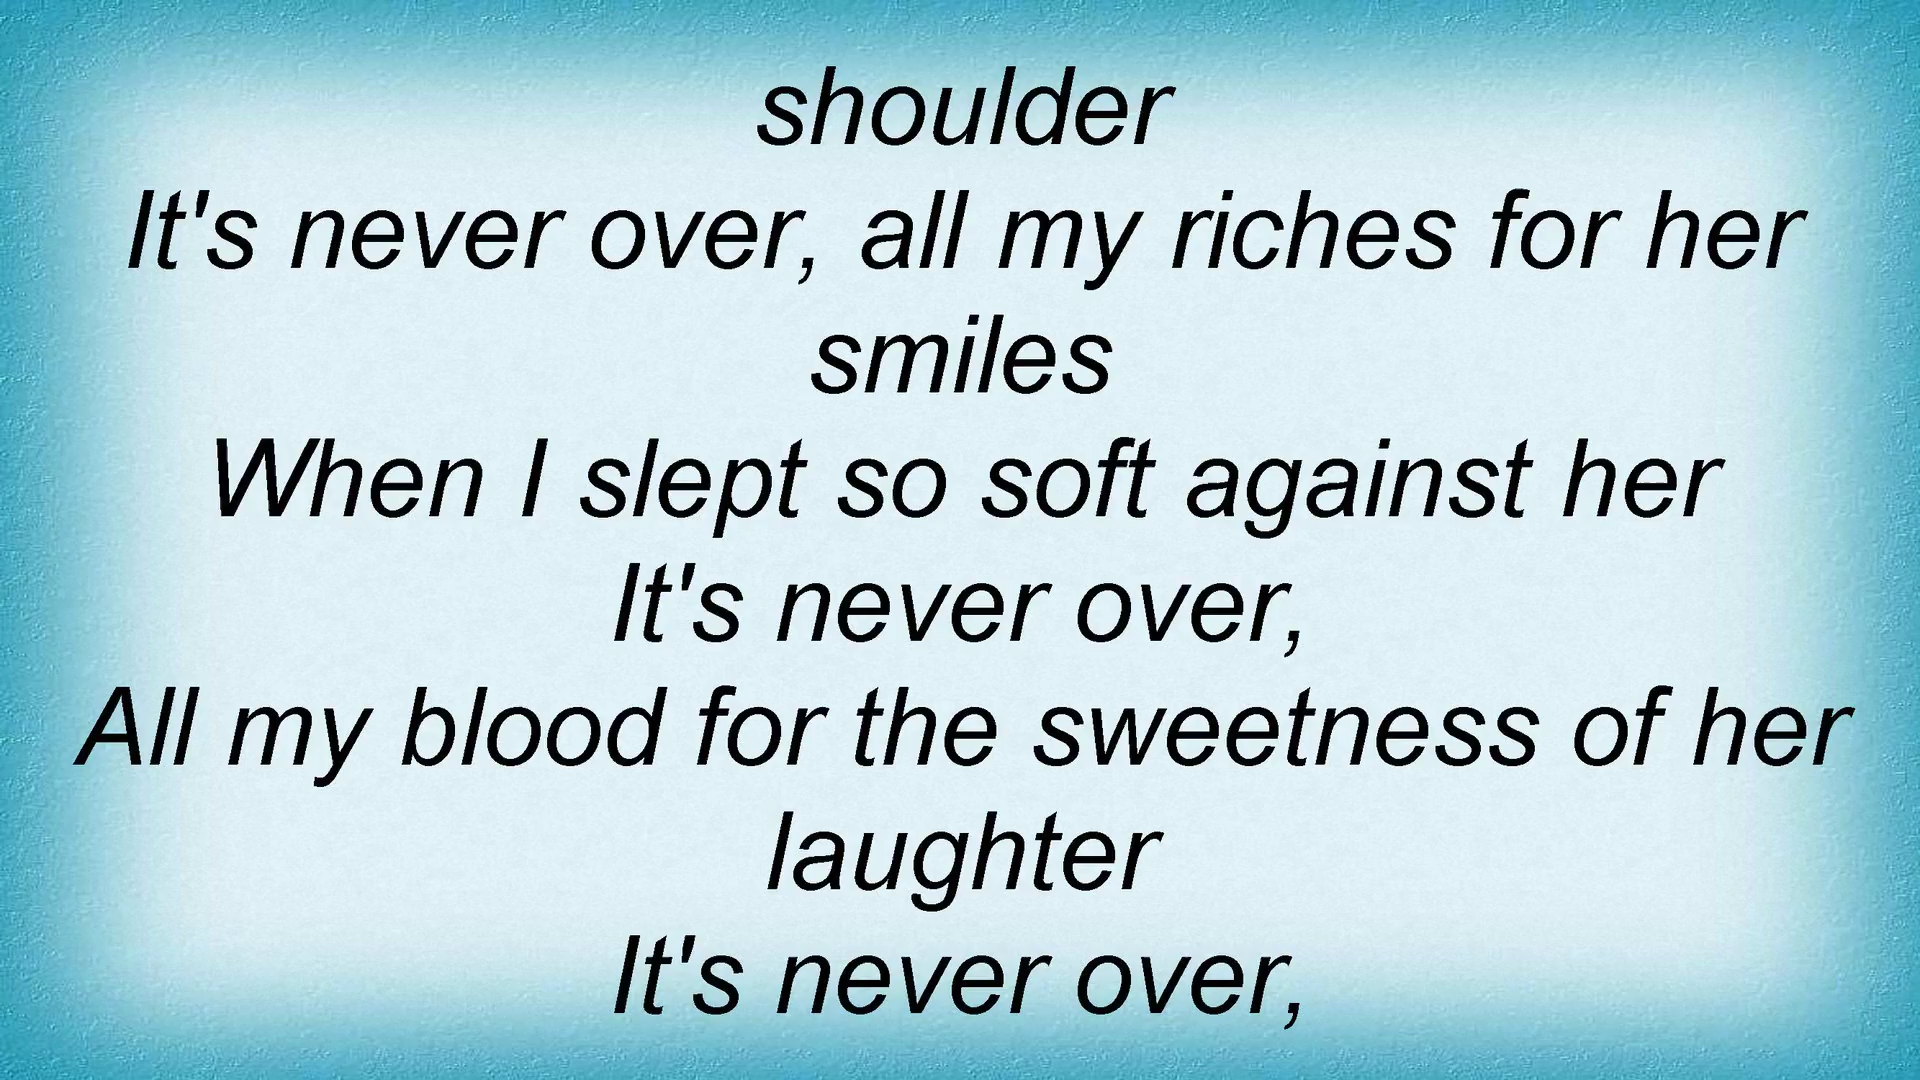 shoulder
It's never over, all my riches for her
smiles
When I slept so soft against her
It's never over,
All my blood for the sweetness of her
laughter
It's never over,